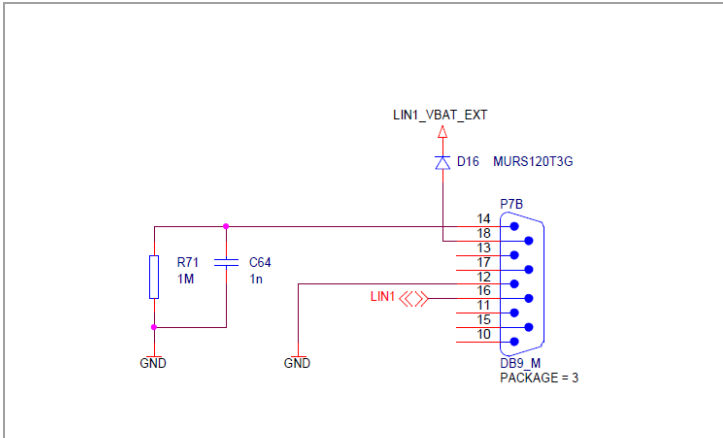 LIN1_VBAT_EXT
D16 MURS120T3G
P7B
14
18
13
17
12
16
11
15
10
R71
1M
C64
1n
LIN1
GND
GND
DB9_M
PACKAGE = 3